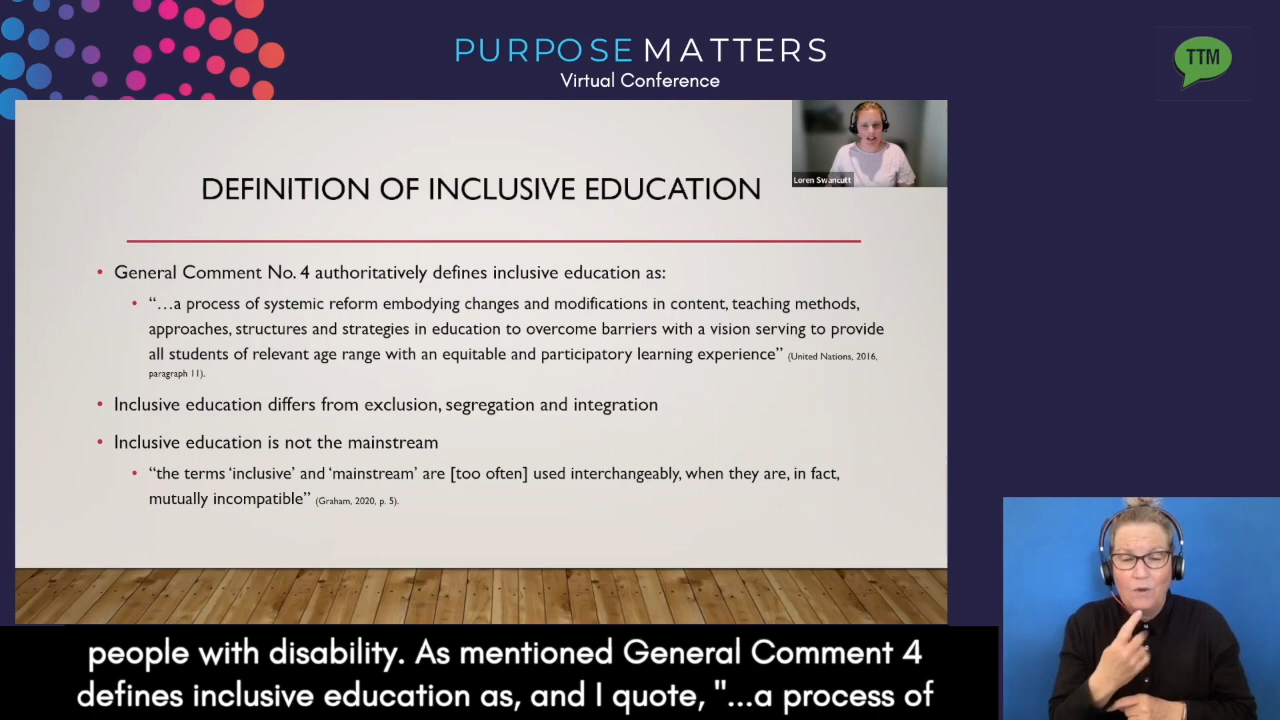 PURPOSE MATTERS
Virtual Conference
TTM
Loren Swancutt
DEFINITION OF INCLUSIVE EDUCATION
• General Comment No. 4 authoritatively defines inclusive education as:
• “…a process of systemic reform embodying changes and modifications in content, teaching methods,
approaches, structures and strategies in education to overcome barriers with a vision serving to provide
all students of relevant age range with an equitable and participatory learning experience” (United Nations, 2016,
paragraph 11).
• Inclusive education differs from exclusion, segregation and integration
• Inclusive education is not the mainstream
• “the terms ‘inclusive’ and ‘mainstream’ are [too often] used interchangeably, when they are, in fact,
mutually incompatible” (Graham, 2020, p. 5).
people with disability. As mentioned General Comment 4
defines inclusive education as, and I quote, "...a process of